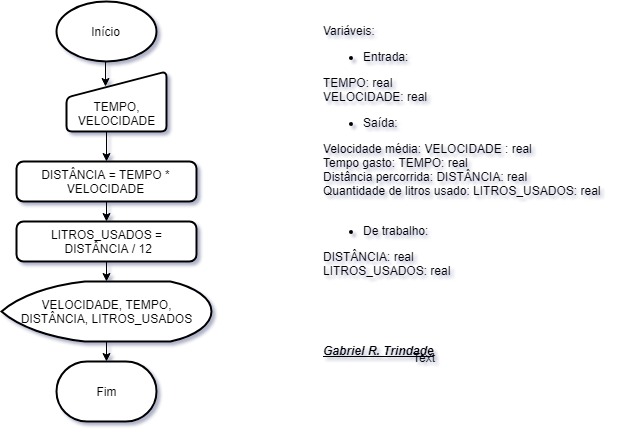 Início
TEMPO,
VELOCIDADE
DISTÂNCIA = TEMPO *
VELOCIDADE
LITROS_USADOS =
DISTÂNCIA / 12
VELOCIDADE, TEMPO,
DISTÂNCIA, LITROS_USADOS
Fim
Variáveis:
• Entrada:
TEMPO: real
VELOCIDADE: real
• Saída:
Velocidade média: VELOCIDADE : real
Tempo gasto: TEMPO: real
Distância percorrida: DISTÂNCIA: real
Quantidade de litros usado: LITROS_USADOS: real
• De trabalho:
DISTÂNCIA: real
LITROS_USADOS: real
Gabriel R. Trindade
Text